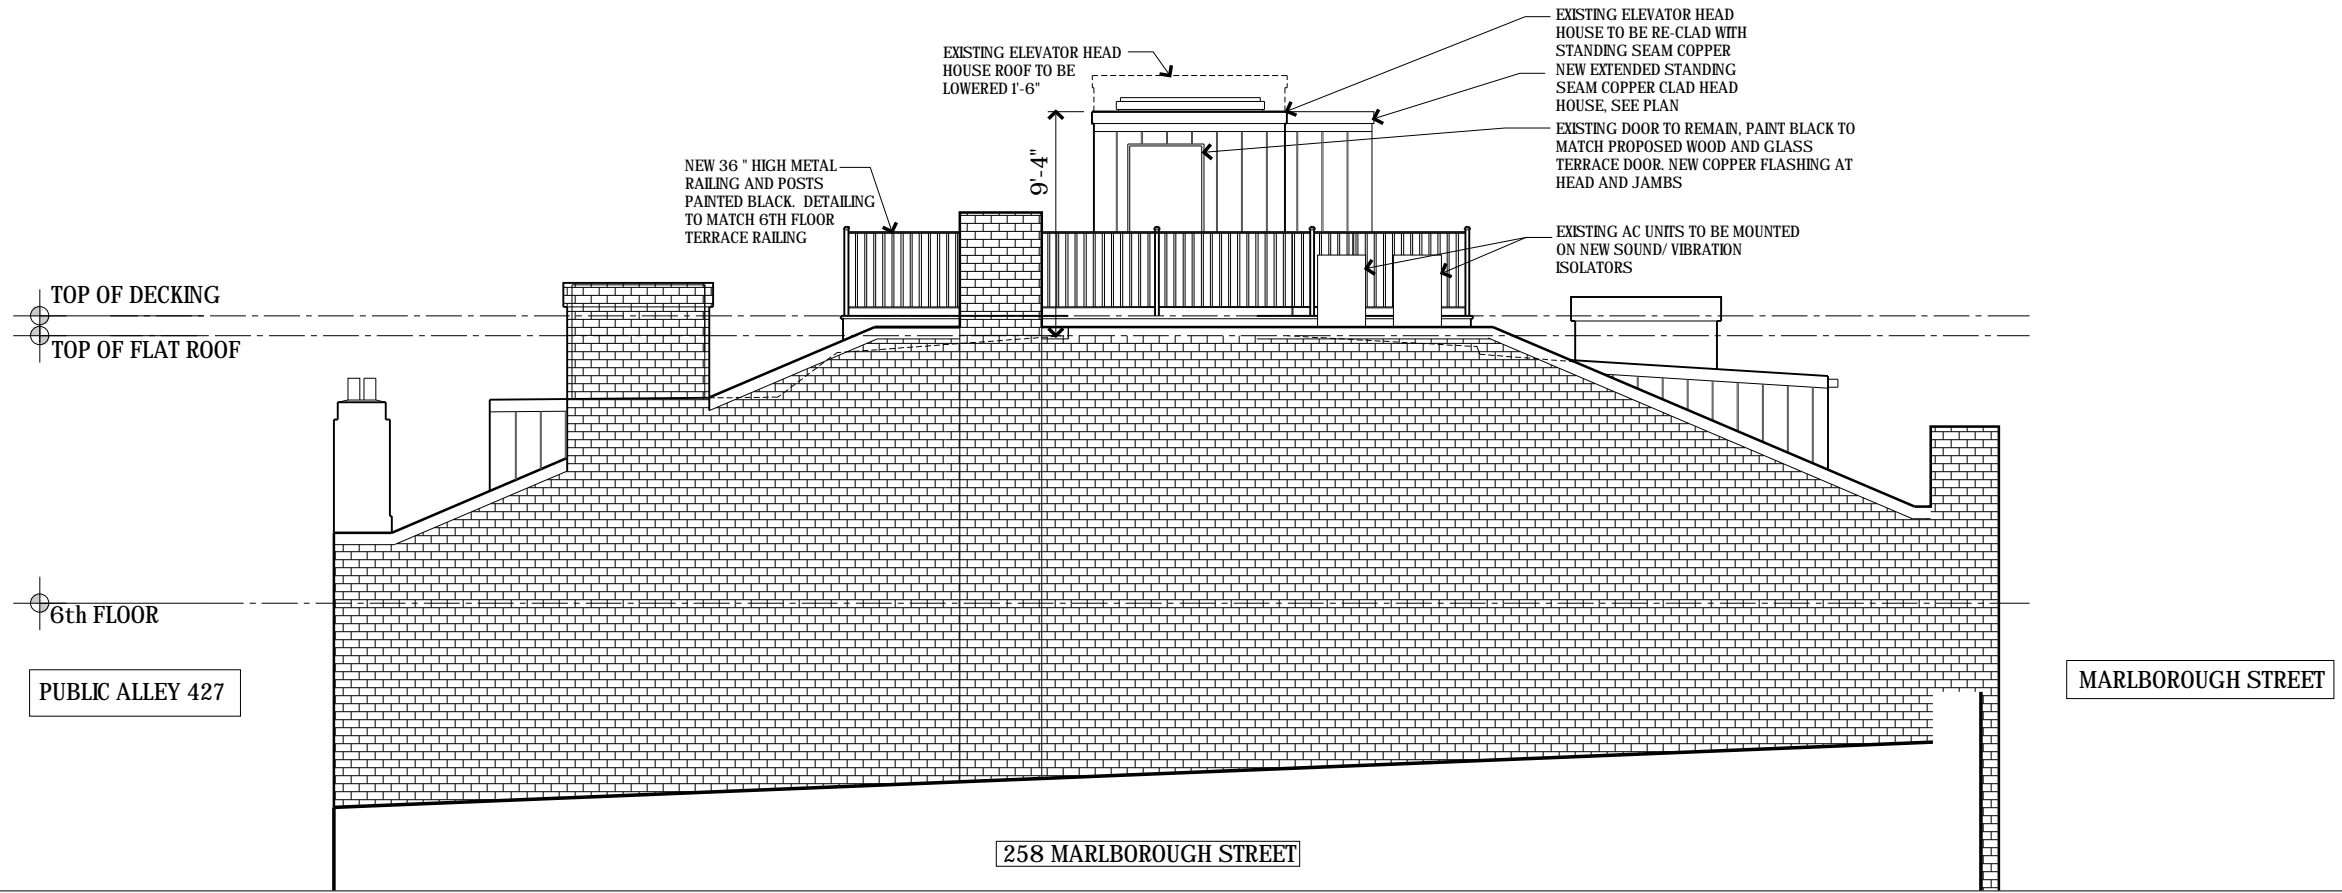 EXISTING ELEVATOR HEAD
HOUSE ROOF TO BE
LOWERED 1'-6"
EXISTING ELEVATOR HEAD
HOUSE TO BE RE-CLAD WITH
STANDING SEAM COPPER
NEW EXTENDED STANDING
SEAM COPPER CLAD HEAD
HOUSE, SEE PLAN
EXISTING DOOR TO REMAIN, PAINT BLACK TO
MATCH PROPOSED WOOD AND GLASS
TERRACE DOOR. NEW COPPER FLASHING AT
HEAD AND JAMBS
9'-4"
NEW 36 " HIGH METAL
RAILING AND POSTS
PAINTED BLACK. DETAILING
TO MATCH 6TH FLOOR
TERRACE RAILING
EXISTING AC UNITS TO BE MOUNTED
ON NEW SOUND/ VIBRATION
ISOLATORS
TOP OF DECKING
TOP OF FLAT ROOF
6th FLOOR
PUBLIC ALLEY 427
MARLBOROUGH STREET
258 MARLBOROUGH STREET